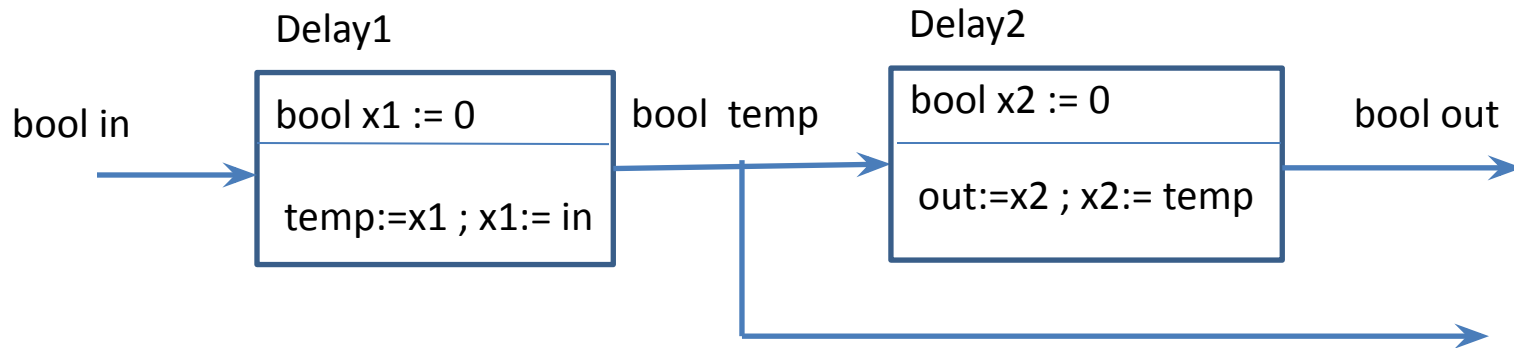 Delay1
Delay2
bool in
bool x1 := 0
bool temp
bool x2 := 0
bool out
temp:=x1 ; x1:= in
out:=x2 ; x2:= temp